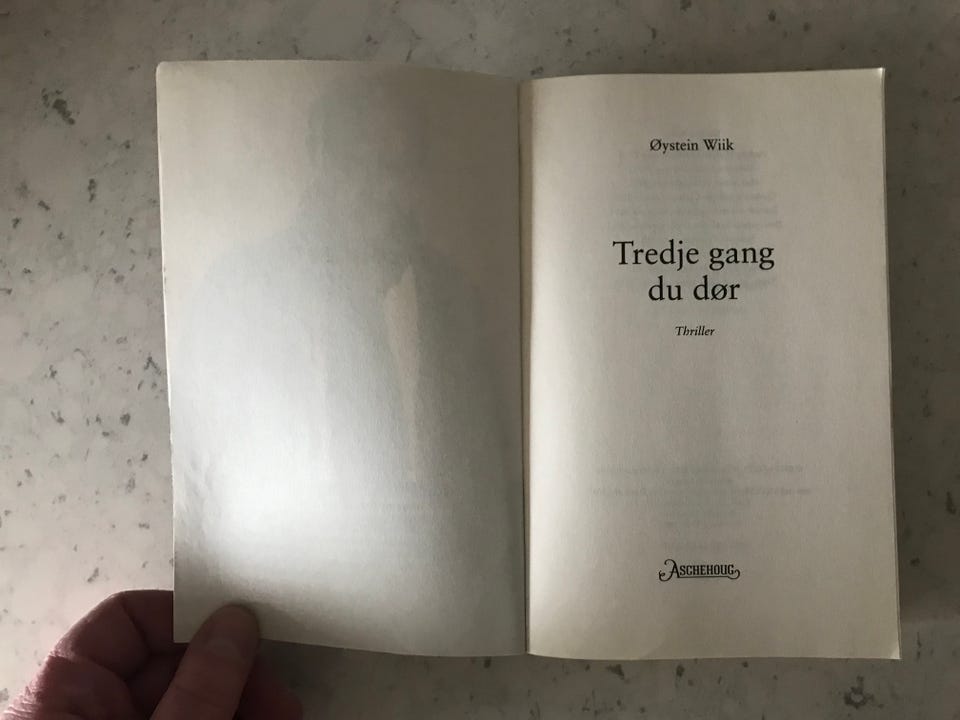 Øystein Wiik
Tredje gang
du dør
Thriller
ASCHEHOUG